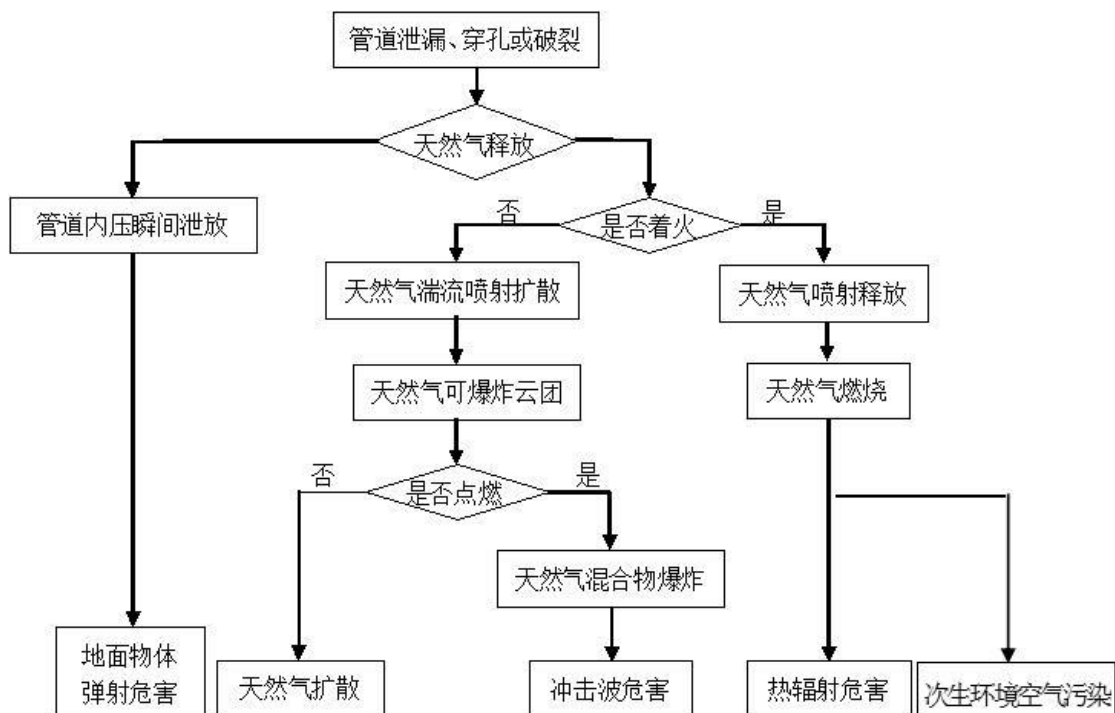 管道泄漏、穿孔或破裂
天然气释放
管道内压瞬间泄放
否
是否着火
是
天然气湍流喷射扩散
天然气喷射释放
天然气可爆炸云团
天然气燃烧
否
是否点燃
是
天然气混合物爆炸
地面物体
弹射危害
天然气扩散
冲击波危害
热辐射危害
次生环境空气污染